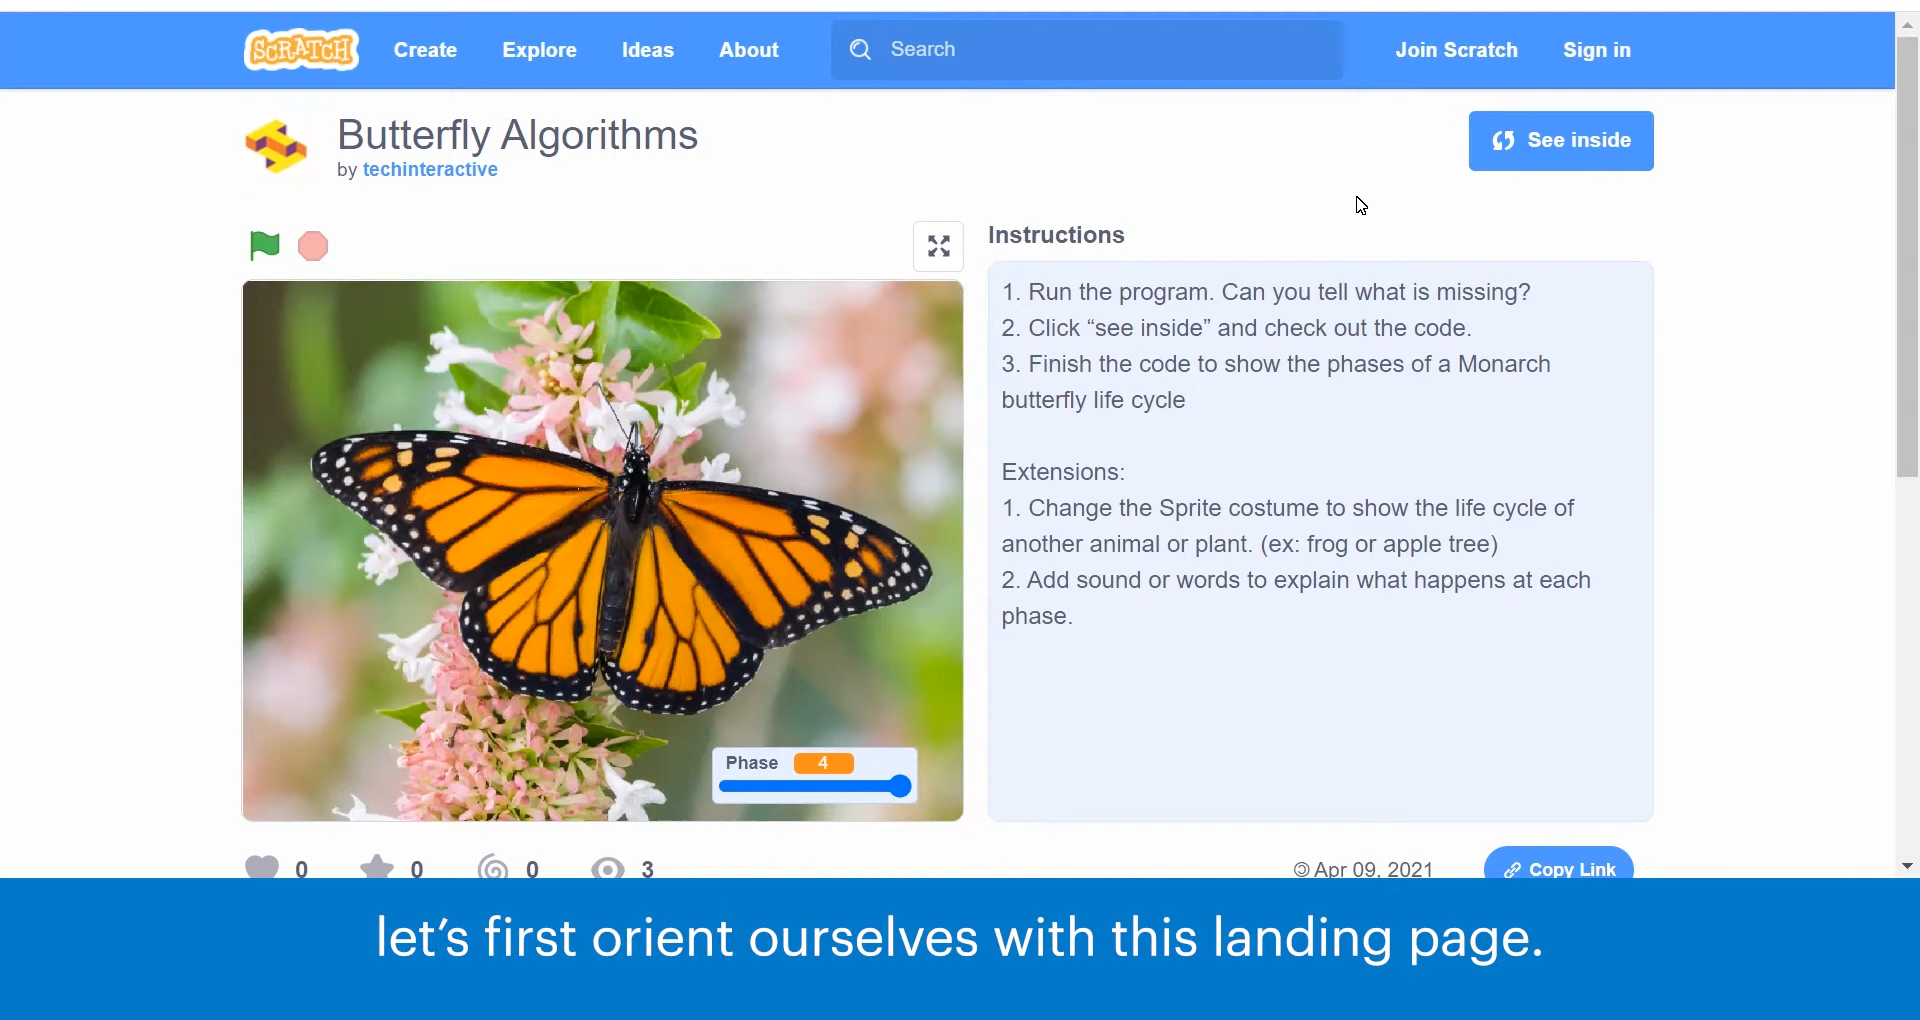 SCRATCH Create Explore Ideas About Search Join Scratch Sign in
Butterfly Algorithms
by techinteractive
See inside
Instructions
1. Run the program. Can you tell what is missing?
2. Click “see inside” and check out the code.
3. Finish the code to show the phases of a Monarch
butterfly life cycle
Extensions:
1. Change the Sprite costume to show the life cycle of
another animal or plant. (ex: frog or apple tree)
2. Add sound or words to explain what happens at each
phase.
Phase 4
0 0 0 3
© Apr 09, 2021
Copy Link
let’s first orient ourselves with this landing page.